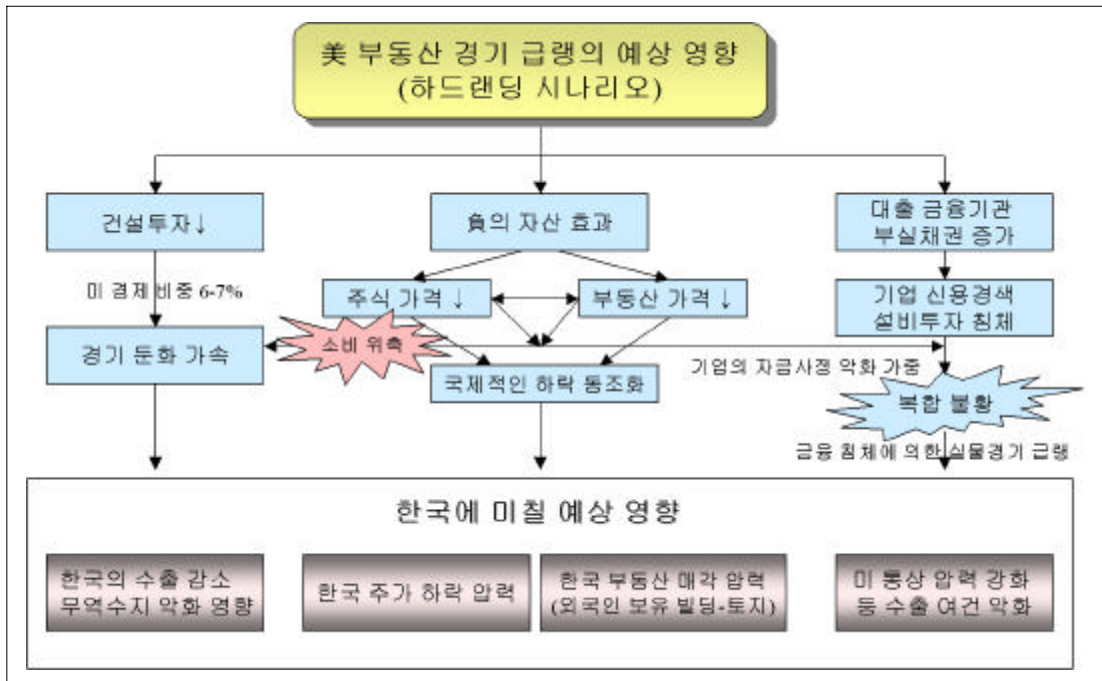 美 부동산 경기 급랭의 예상 영향
(하드랜딩 시나리오)
건설투자↓
負의 자산 효과
대출 금융기관
부실채권 증가
미 경제 비중 6-7%
주식 가격 ↓
부동산 가격 ↓
기업 신용경색
설비투자 침체
경기 둔화 가속
소비 위축
기업의 자금사정 악화 가중
국제적인 하락 동조화
복합 불황
금융 침체에 의한 실물경기 급랭
한국에 미칠 예상 영향
한국의 수출 감소
무역수지 악화 영향
한국 주가 하락 압력
한국 부동산 매각 압력
(외국인 보유 빌딩-토지)
미 통상 압력 강화
등 수출 여건 악화